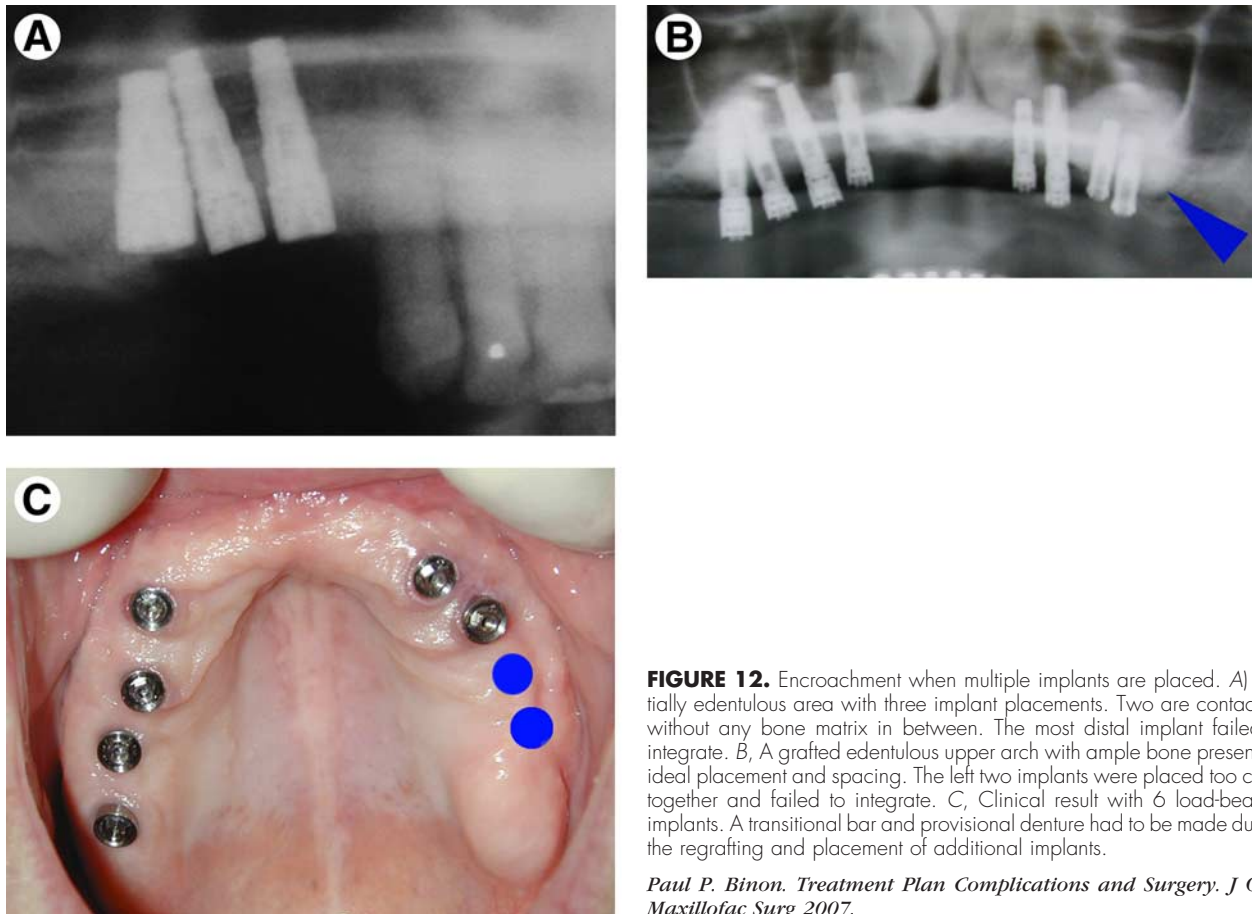 A
B
C
FIGURE 12. Encroachment when multiple implants are placed. A)
tially edentulous area with three implant placements. Two are contac
without any bone matrix in between. The most distal implant failed
integrate. B, A grafted edentulous upper arch with ample bone presen
ideal placement and spacing. The left two implants were placed too c
together and failed to integrate. C, Clinical result with 6 load-bea
implants. A transitional bar and provisional denture had to be made du
the regrafting and placement of additional implants.
Paul P. Binon. Treatment Plan Complications and Surgery. J O
Maxillofac Surg 2007.